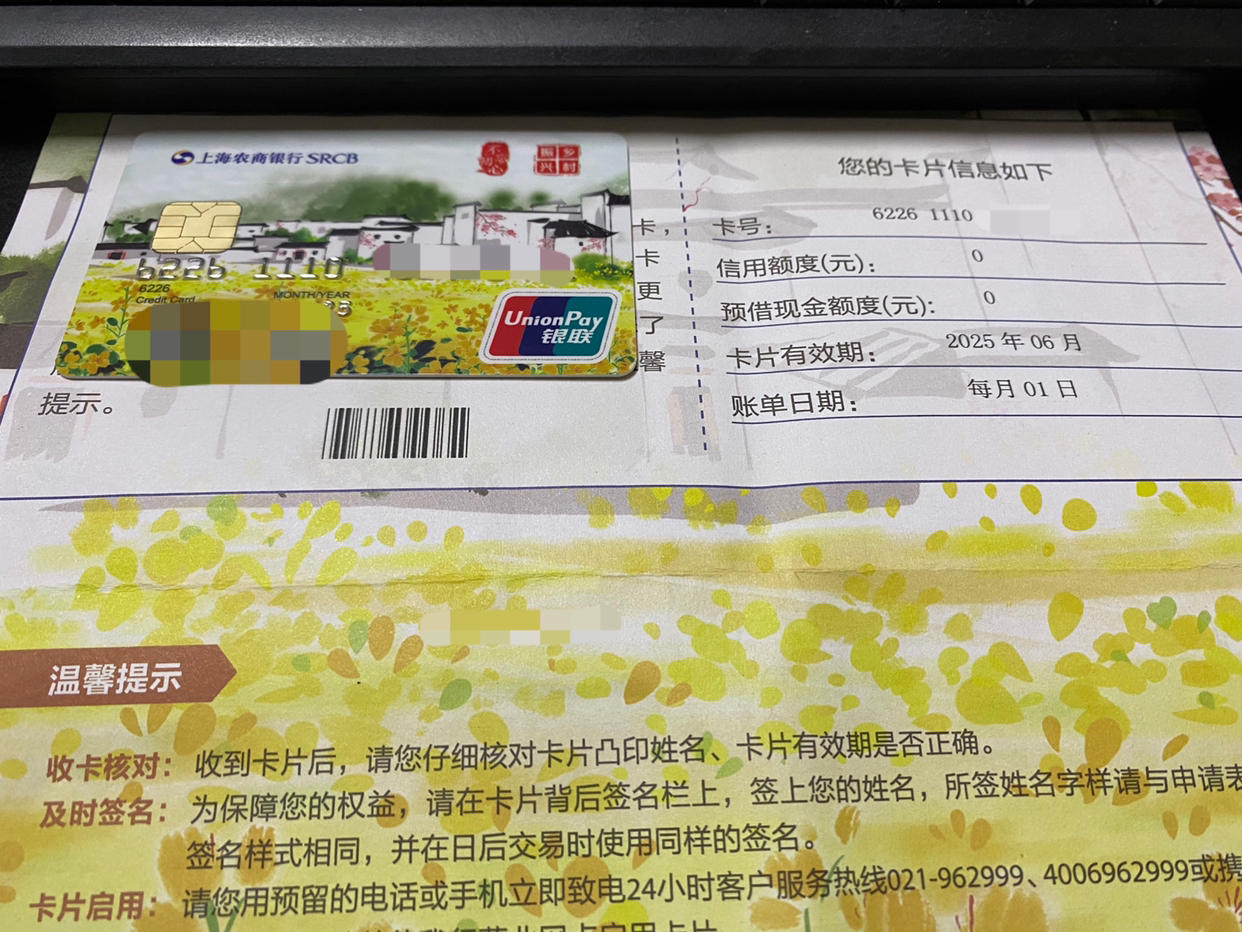 上海农商银行 SRCB
不忘初心
振兴乡村
6226 1110
6226
Credit Card
MONTH/YEAR
UnionPay
银联
卡，
卡
更
了
馨
提示。
您的卡片信息如下
卡号： 6226 1110
信用额度(元)： 0
预借现金额度(元)： 0
卡片有效期： 2025 年 06 月
账单日期： 每月 01 日
温馨提示
收卡核对：收到卡片后，请您仔细核对卡片凸印姓名、卡片有效期是否正确。
及时签名：为保障您的权益，请在卡片背后签名栏上，签上您的姓名，所签姓名字样请与申请表
签名样式相同，并在日后交易时使用同样的签名。
卡片启用：请您用预留的电话或手机立即致电24小时客户服务热线021-962999、4006962999或携